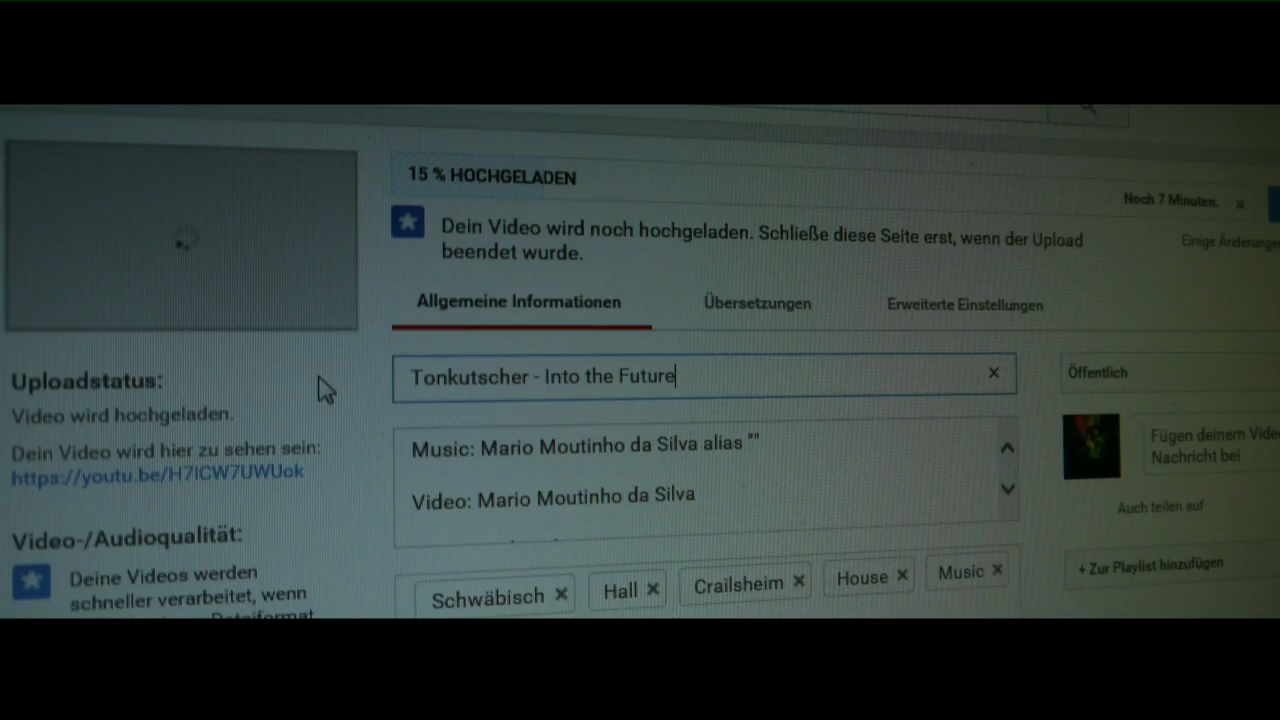 15 % HOCHGELADEN
Noch 7 Minuten.
Dein Video wird noch hochgeladen. Schließe diese Seite erst, wenn der Upload
beendet wurde.
Einige Änderunge
Allgemeine Informationen
Übersetzungen
Erweiterte Einstellungen
Tonkutscher - Into the Future
Öffentlich
Uploadstatus:
Video wird hochgeladen.
Dein Video wird hier zu sehen sein:
https://youtu.be/H7ICW7UWUok
Music: Mario Moutinho da Silva alias ""
Video: Mario Moutinho da Silva
Fügen deinem Vide
Nachricht bei
Auch teilen auf
Video-/Audioqualität:
Deine Videos werden
schneller verarbeitet, wenn
Dateiformat
Schwäbisch
Hall
Crailsheim
House
Music
+ Zur Playlist hinzufügen